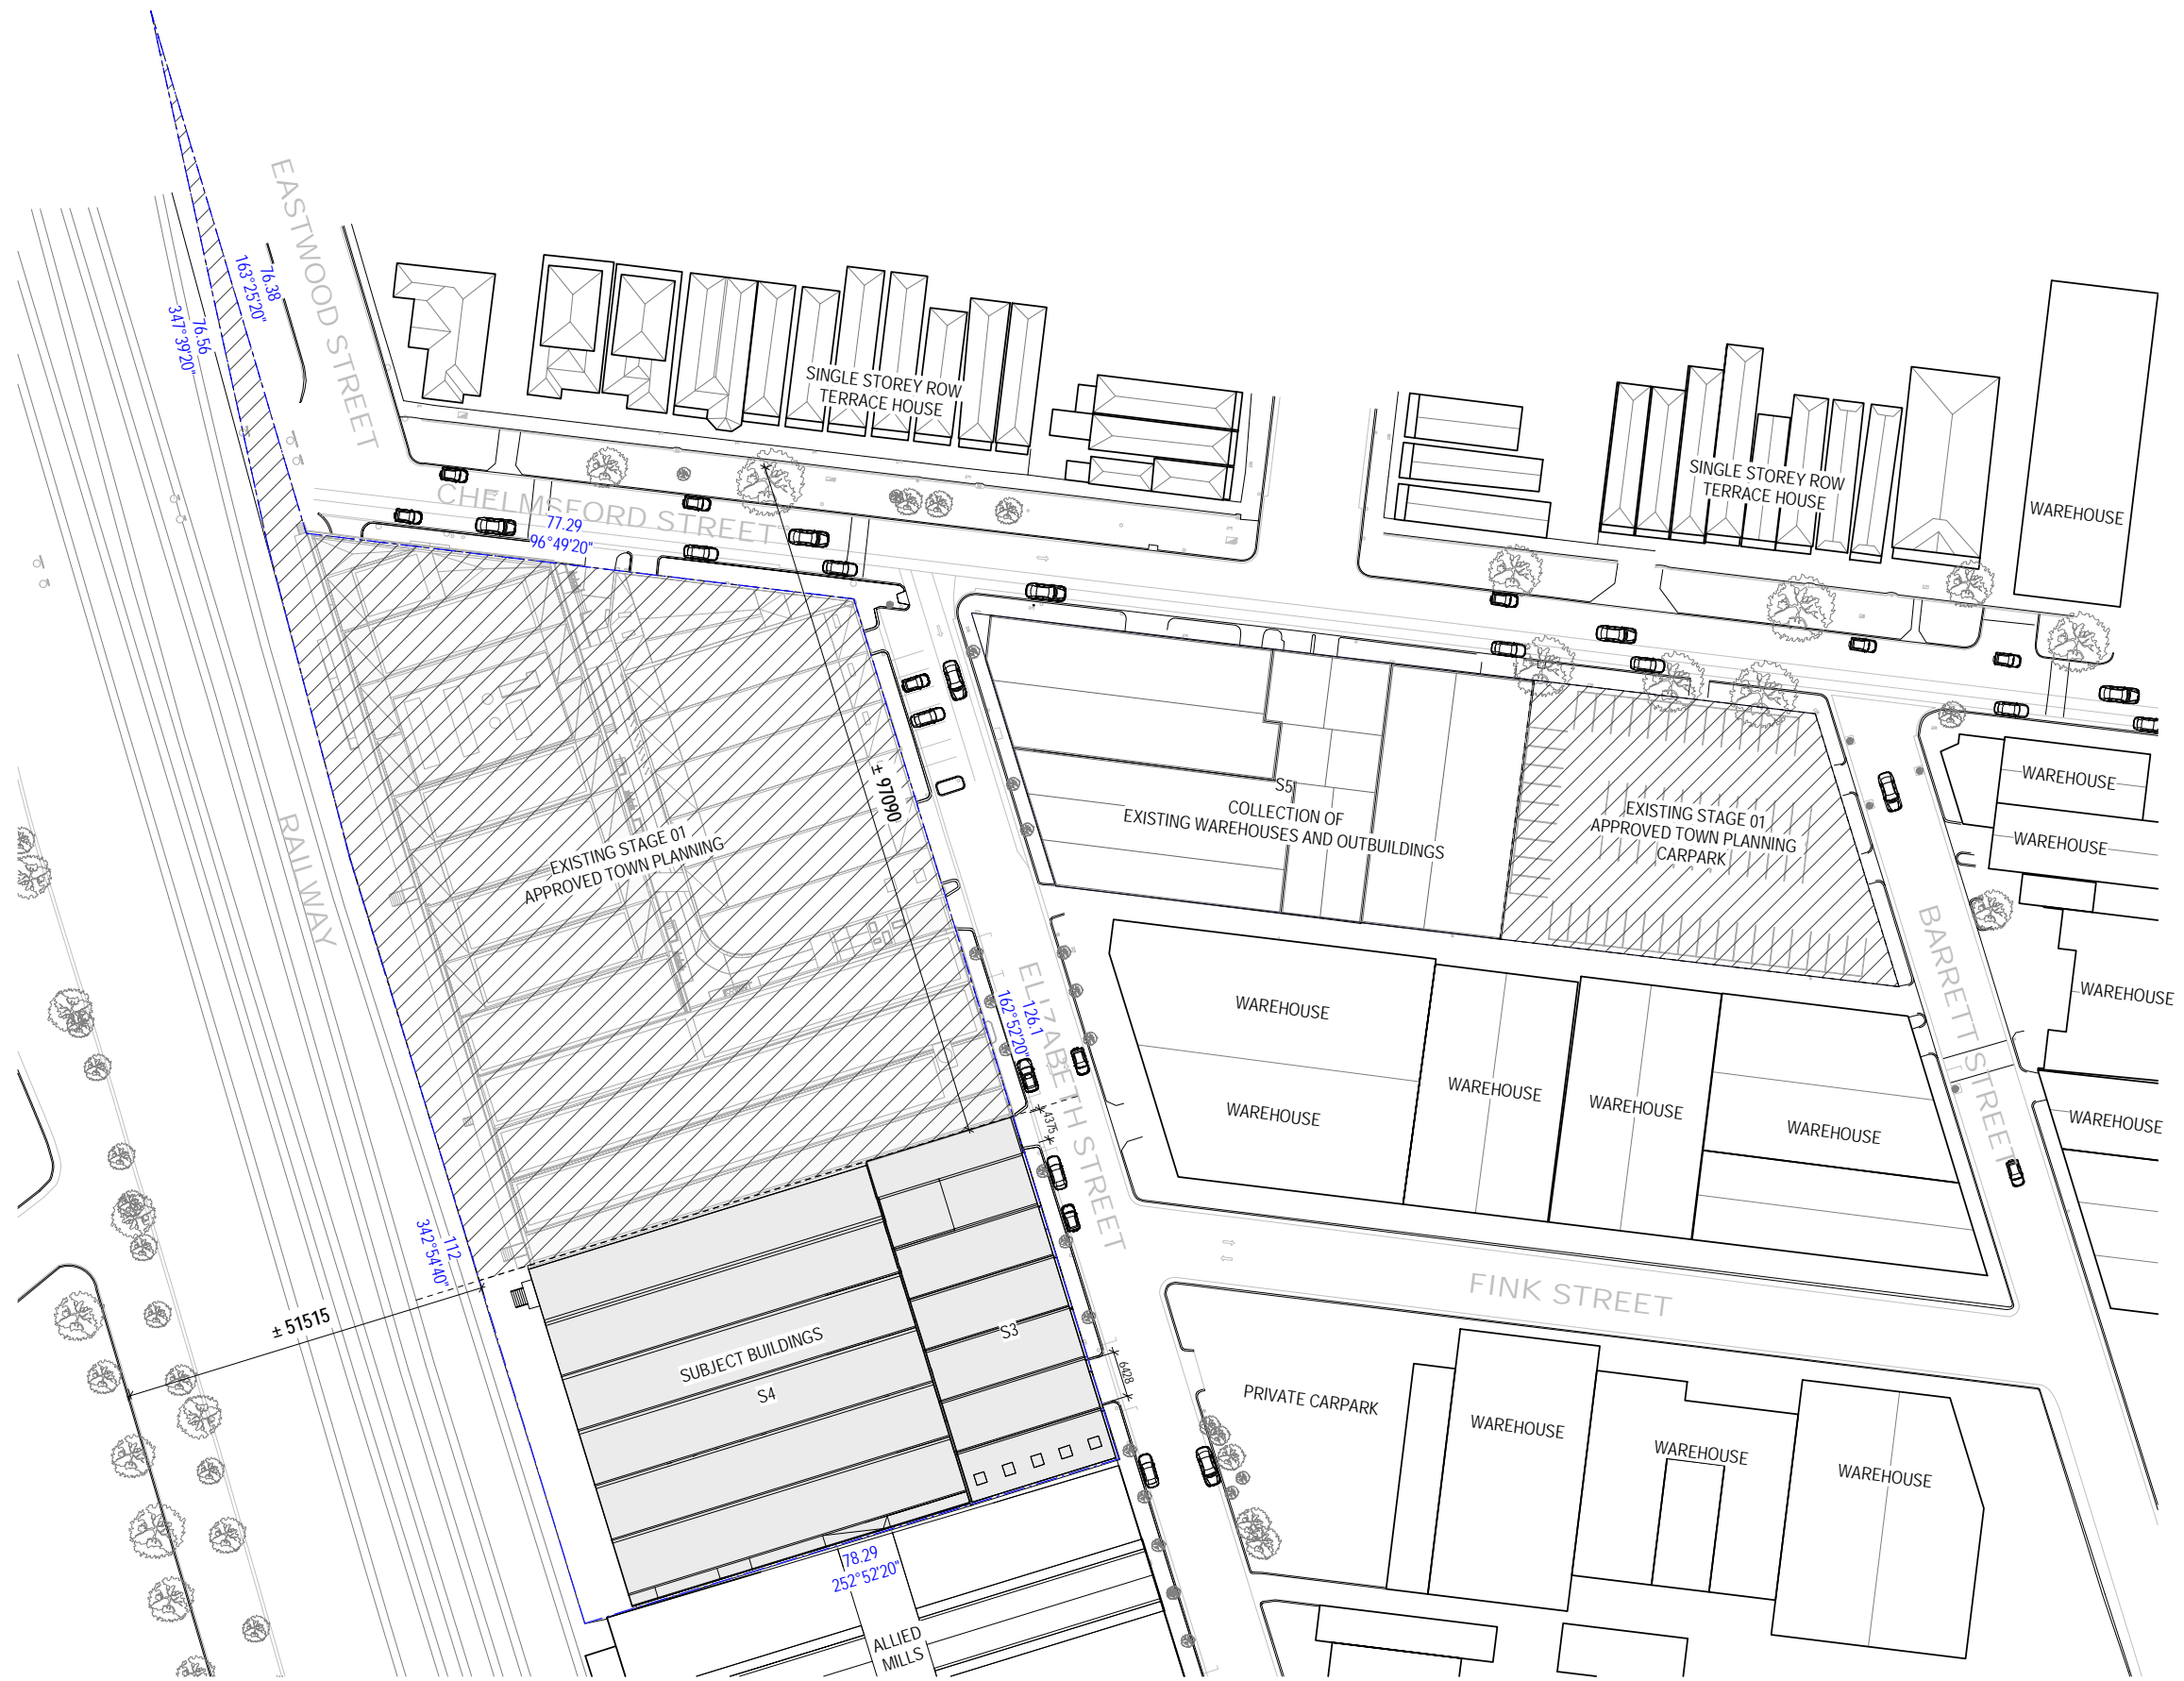 EASTWOOD STREET
76.38
163°25'20"
76.56
347°39'20"
SINGLE STOREY ROW
TERRACE HOUSE
SINGLE STOREY ROW
TERRACE HOUSE
WAREHOUSE
CHELMSFORD STREET
77.29
96°49'20"
± 97090
S5
COLLECTION OF
EXISTING WAREHOUSES AND OUTBUILDINGS
EXISTING STAGE 01
APPROVED TOWN PLANNING
CARPARK
WAREHOUSE
WAREHOUSE
RAILWAY
EXISTING STAGE 01
APPROVED TOWN PLANNING
BARRETT STREET
WAREHOUSE
ELIZABETH STREET
126.1
162°52'20"
WAREHOUSE
WAREHOUSE
WAREHOUSE
WAREHOUSE
WAREHOUSE
WAREHOUSE
4375
112
342°54'40"
± 51515
FINK STREET
SUBJECT BUILDINGS
S4
S3
6428
PRIVATE CARPARK
WAREHOUSE
WAREHOUSE
WAREHOUSE
78.29
252°52'20"
ALLIED
MILLS